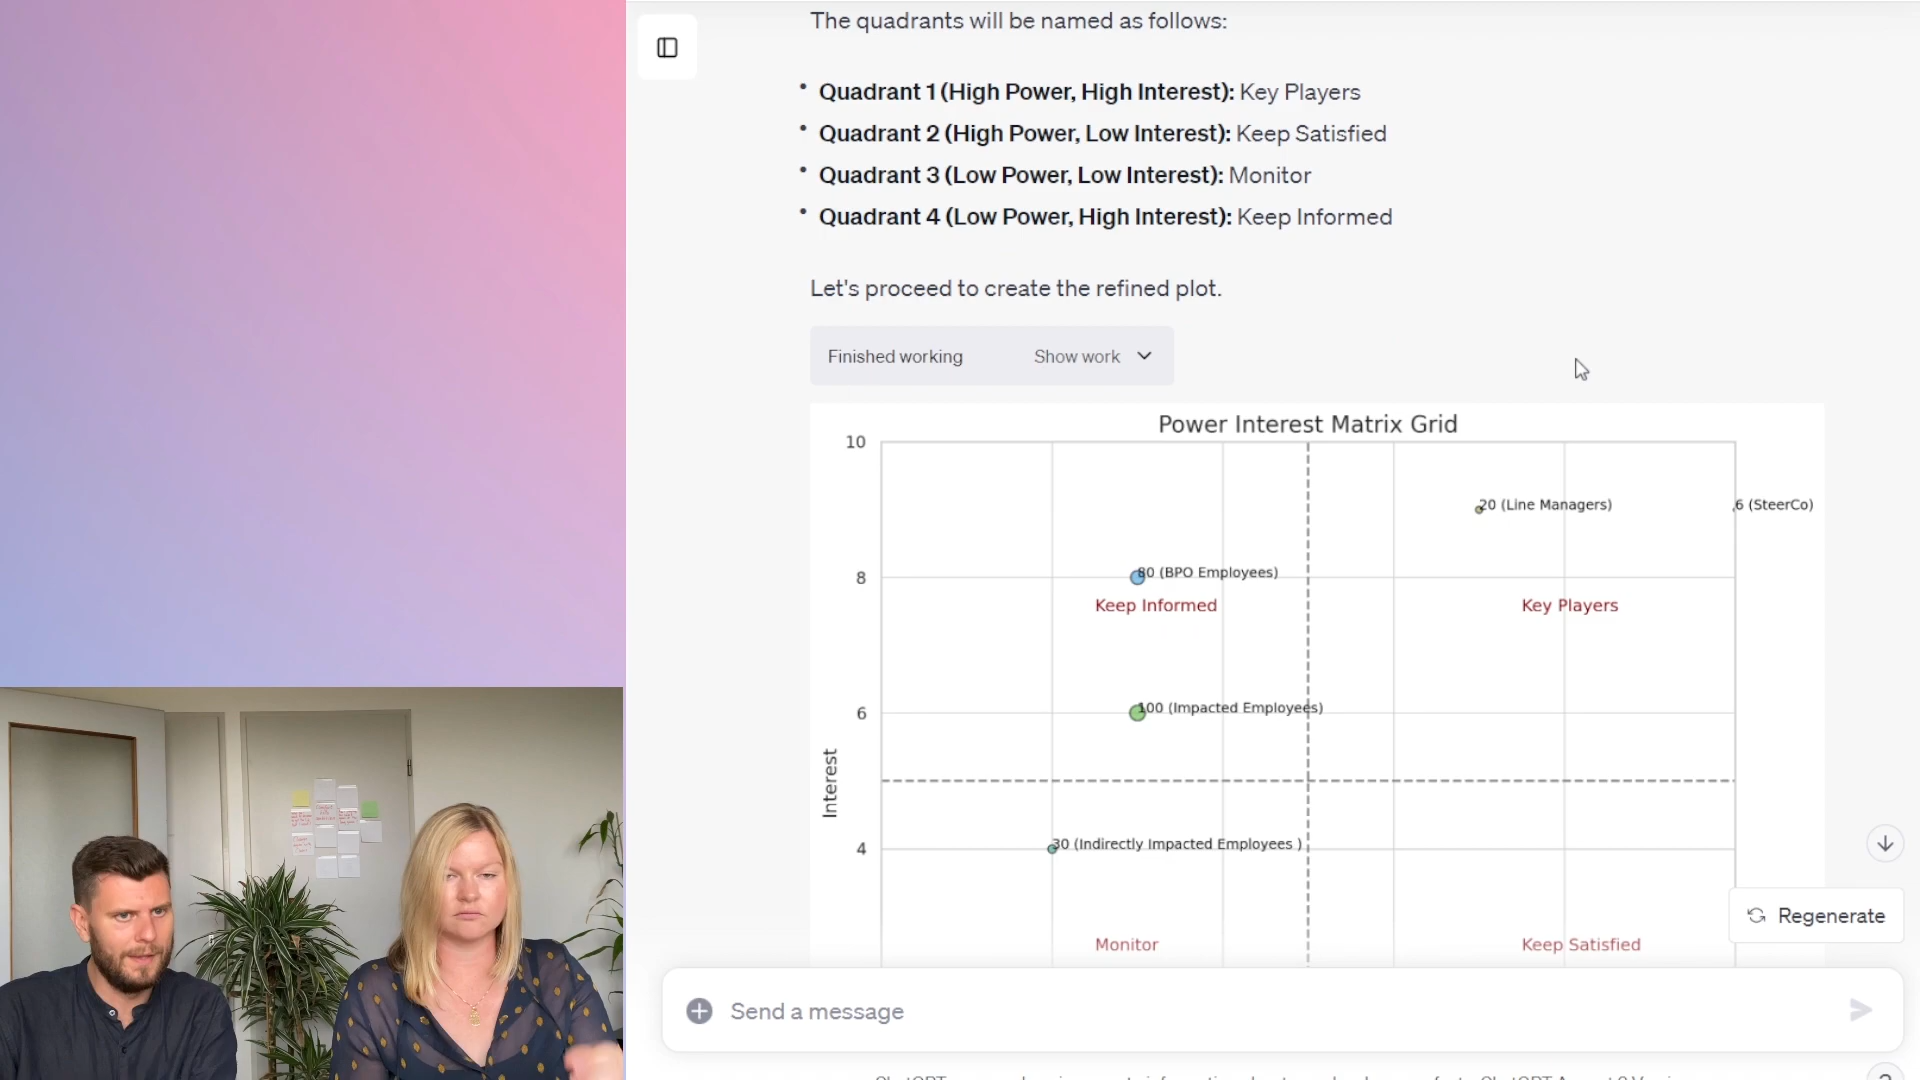 The quadrants will be named as follows:
• Quadrant 1 (High Power, High Interest): Key Players
• Quadrant 2 (High Power, Low Interest): Keep Satisfied
• Quadrant 3 (Low Power, Low Interest): Monitor
• Quadrant 4 (Low Power, High Interest): Keep Informed
Let's proceed to create the refined plot.
Finished working Show work
Power Interest Matrix Grid
10
20 (Line Managers)
6 (SteerCo)
8
80 (BPO Employees)
Keep Informed
Key Players
6
100 (Impacted Employees)
Interest
4
30 (Indirectly Impacted Employees )
Monitor
Keep Satisfied
Regenerate
Send a message